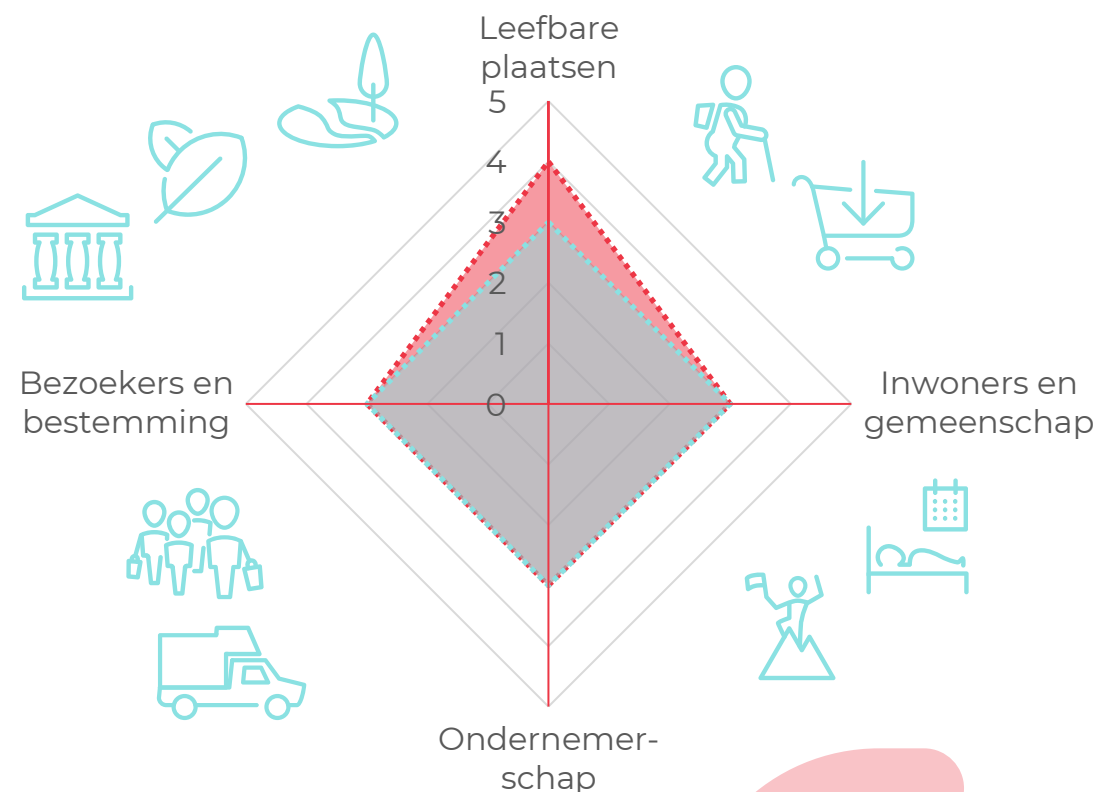 Leefbare
plaatsen
5
4
3
2
1
0
Bezoekers en
bestemming
Inwoners en
gemeenschap
Ondernemer-
schap